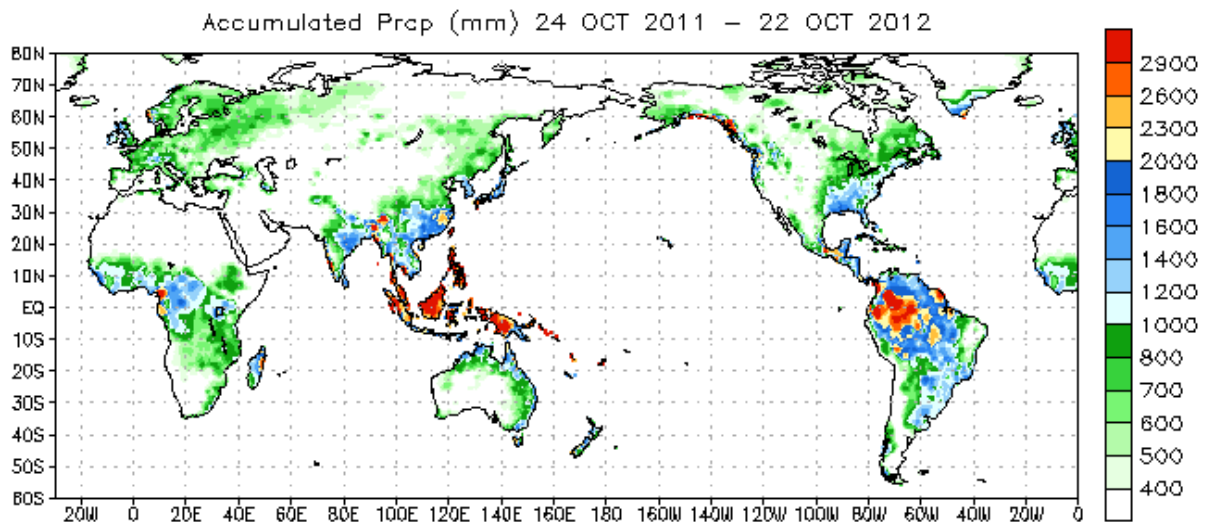 Accumulated Prcp (mm) 24 OCT 2011 – 22 OCT 2012
80N
70N
60N
50N
40N
30N
20N
10N
EQ
10S
20S
30S
40S
50S
60S
20W 0 20E 40E 60E 80E 100E 120E 140E 160E 180 160W 140W 120W 100W 80W 60W 40W 20W 0
2900
2600
2300
2000
1800
1600
1400
1200
1000
800
700
600
500
400